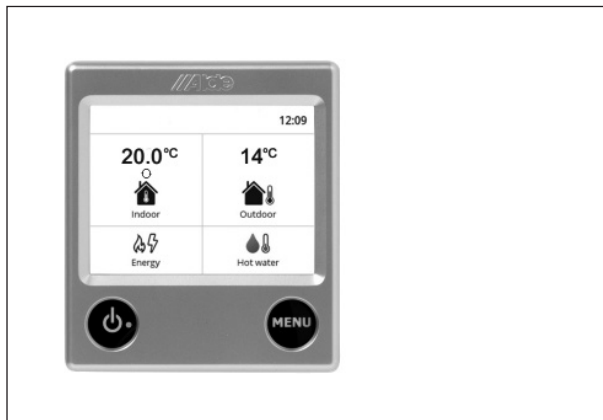 Alde
12:09
20.0°C
14°C
Indoor
Outdoor
Energy
Hot water
MENU